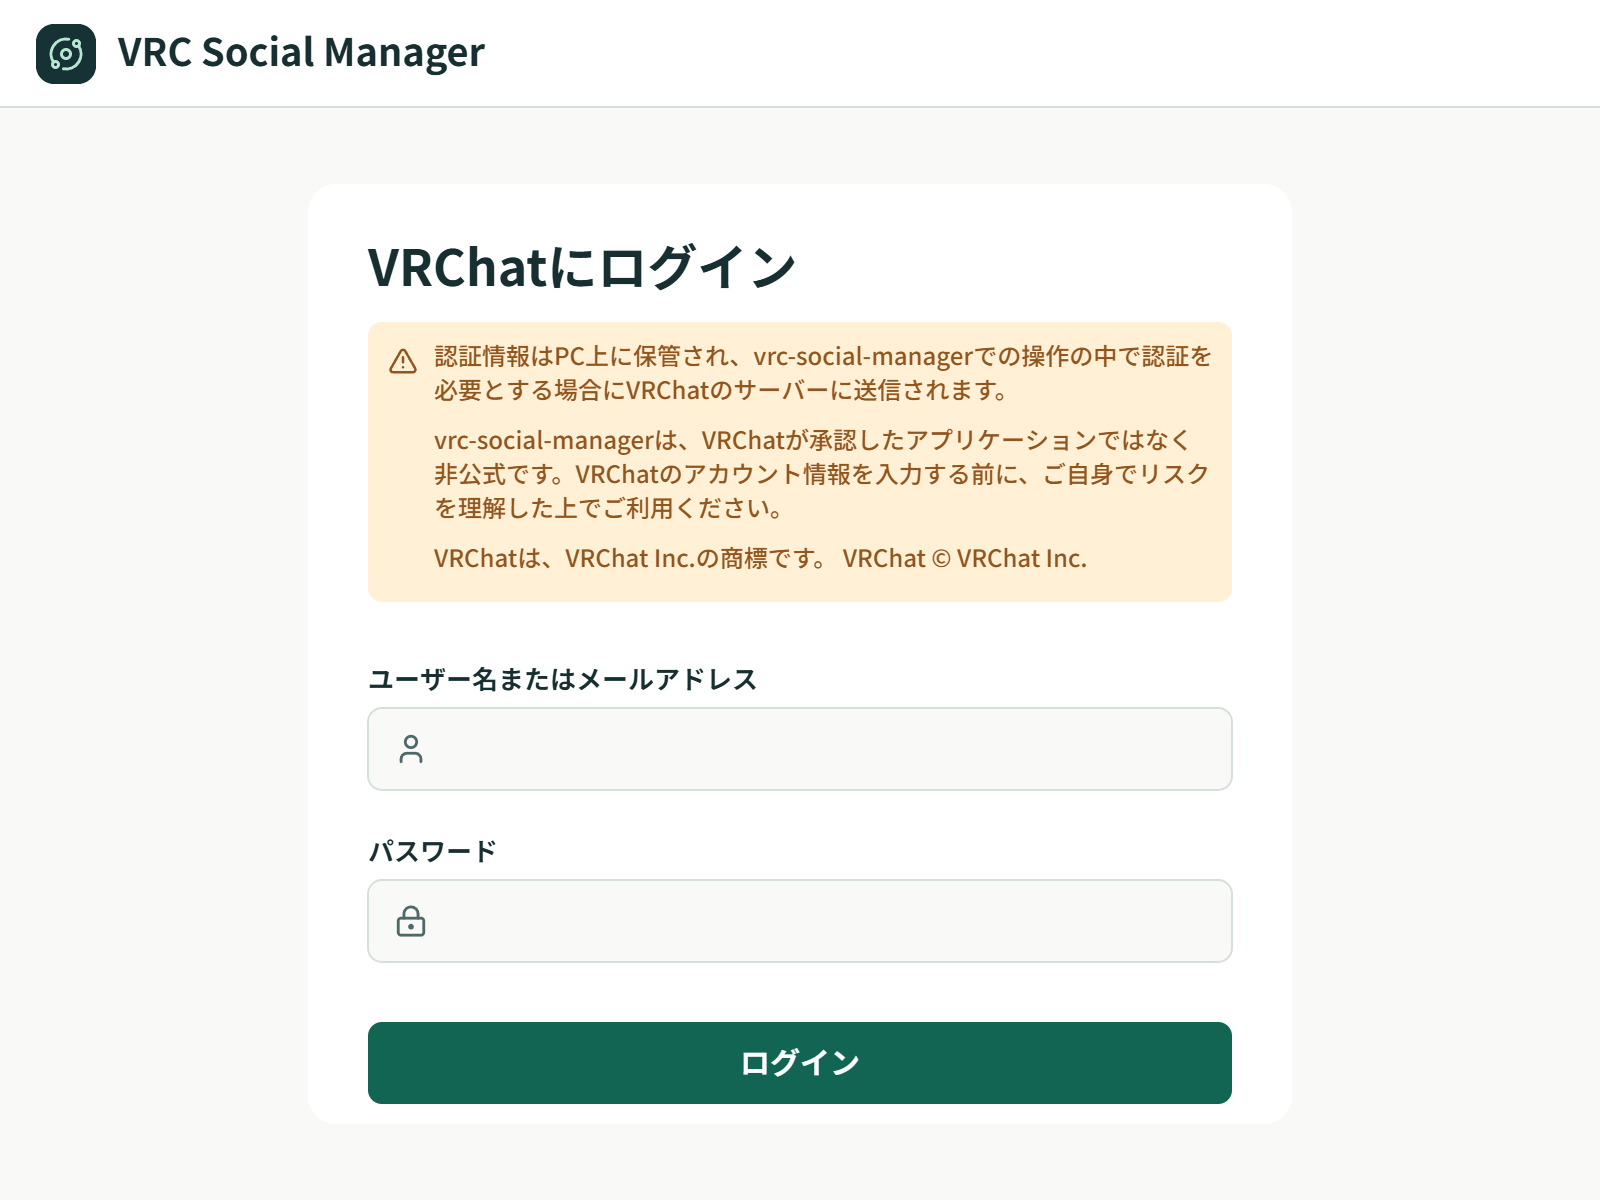 VRC Social Manager
VRChatにログイン
認証情報はPC上に保管され、vrc-social-managerでの操作の中で認証を
必要とする場合にVRChatのサーバーに送信されます。
vrc-social-managerは、VRChatが承認したアプリケーションではなく
非公式です。VRChatのアカウント情報を入力する前に、ご自身でリスク
を理解した上でご利用ください。
VRChatは、VRChat Inc.の商標です。 VRChat © VRChat Inc.
ユーザー名またはメールアドレス
パスワード
ログイン